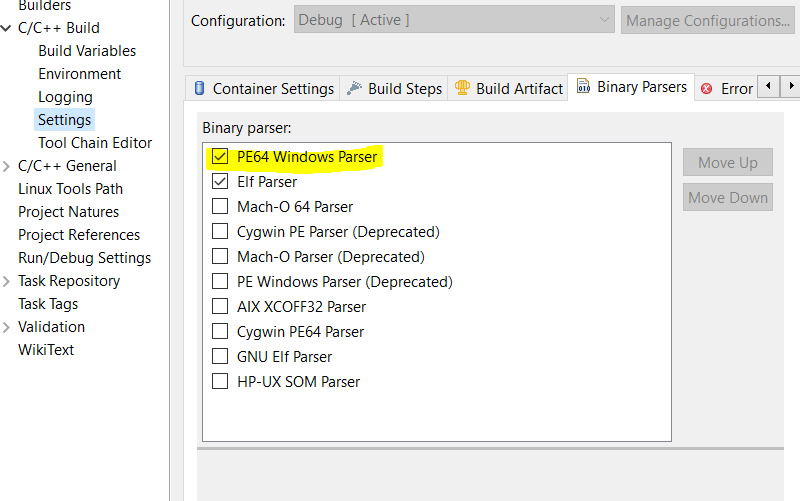 Builders
C/C++ Build
Build Variables
Environment
Logging
Settings
Tool Chain Editor
C/C++ General
Linux Tools Path
Project Natures
Project References
Run/Debug Settings
Task Repository
Task Tags
Validation
WikiText
Configuration: Debug [ Active ] Manage Configurations...
Container Settings Build Steps Build Artifact Binary Parsers Error
Binary parser:
PE64 Windows Parser
Elf Parser
Mach-O 64 Parser
Cygwin PE Parser (Deprecated)
Mach-O Parser (Deprecated)
PE Windows Parser (Deprecated)
AIX XCOFF32 Parser
Cygwin PE64 Parser
GNU Elf Parser
HP-UX SOM Parser
Move Up
Move Down